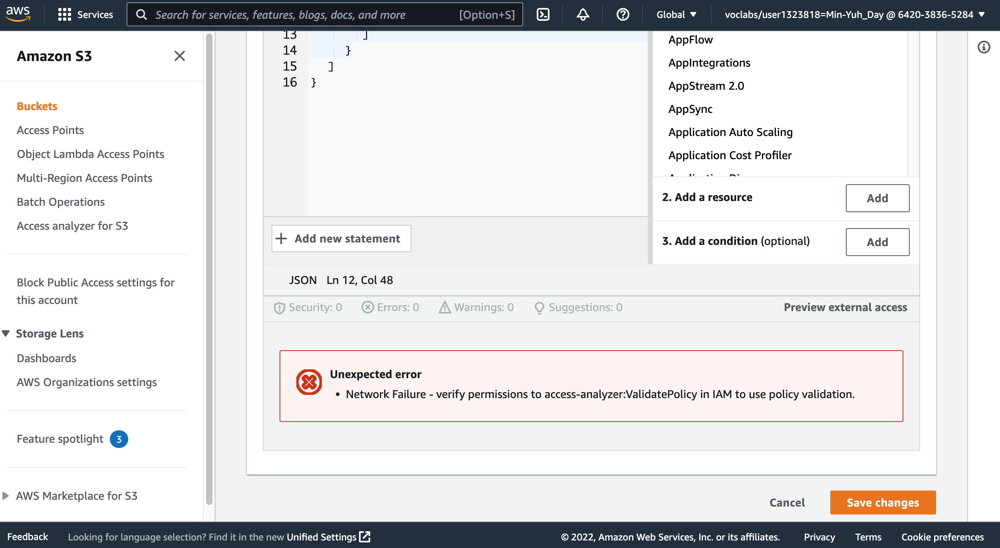 aws
Services
Search for services, features, blogs, docs, and more
[Option+S]
Global
voclabs/user1323818=Min-Yuh_Day @ 6420-3836-5284
Amazon S3
Buckets
Access Points
Object Lambda Access Points
Multi-Region Access Points
Batch Operations
Access analyzer for S3
Block Public Access settings for
this account
Storage Lens
Dashboards
AWS Organizations settings
Feature spotlight 3
AWS Marketplace for S3
13 ]
14 }
15 ]
16 }
Add new statement
AppFlow
AppIntegrations
AppStream 2.0
AppSync
Application Auto Scaling
Application Cost Profiler
2. Add a resource
Add
3. Add a condition (optional)
Add
JSON Ln 12, Col 48
Security: 0
Errors: 0
Warnings: 0
Suggestions: 0
Preview external access
Unexpected error
• Network Failure - verify permissions to access-analyzer:ValidatePolicy in IAM to use policy validation.
Cancel
Save changes
Feedback
Looking for language selection? Find it in the new Unified Settings
© 2022, Amazon Web Services, Inc. or its affiliates.
Privacy
Terms
Cookie preferences